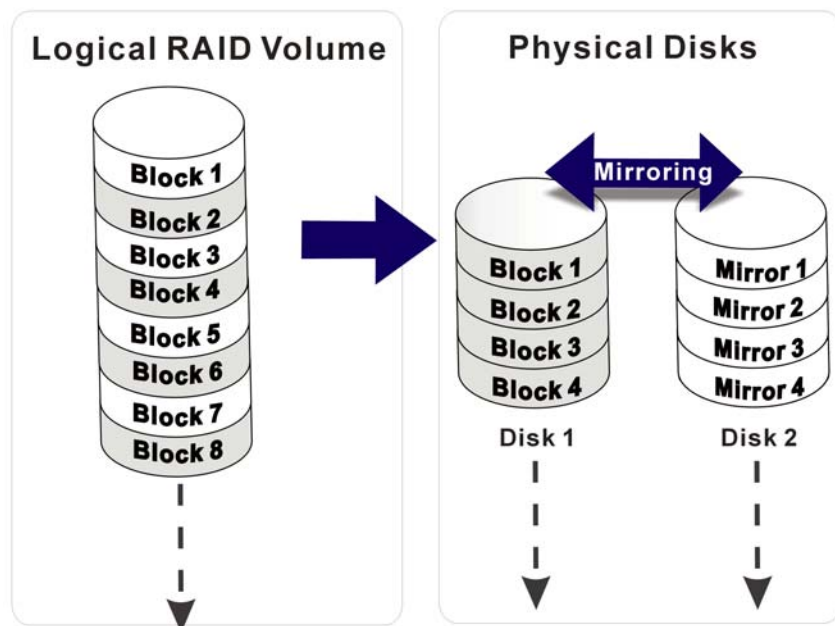 Logical RAID Volume
Block 1
Block 2
Block 3
Block 4
Block 5
Block 6
Block 7
Block 8
Physical Disks
Mirroring
Block 1
Block 2
Block 3
Block 4
Disk 1
Mirror 1
Mirror 2
Mirror 3
Mirror 4
Disk 2